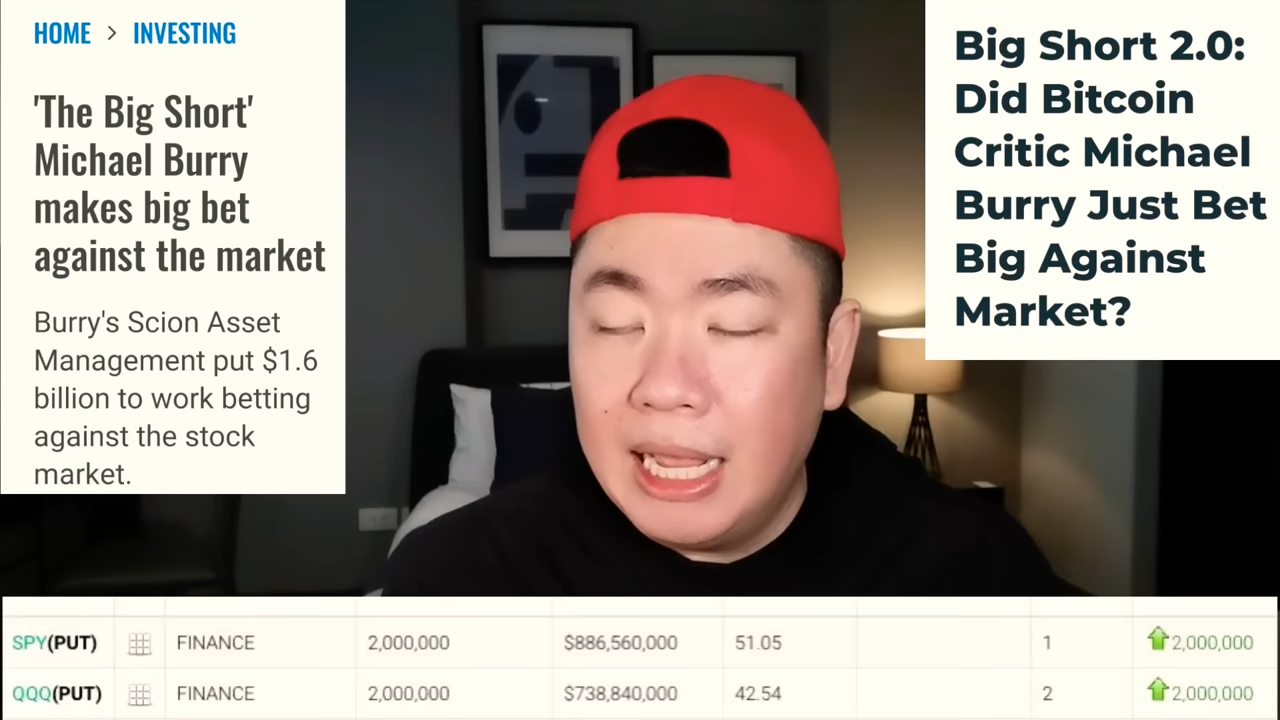 HOME > INVESTING
'The Big Short'
Michael Burry
makes big bet
against the market
Burry's Scion Asset
Management put $1.6
billion to work betting
against the stock
market.
Big Short 2.0:
Did Bitcoin
Critic Michael
Burry Just Bet
Big Against
Market?
SPY(PUT) FINANCE 2,000,000 $886,560,000 51.05 1 2,000,000
QQQ(PUT) FINANCE 2,000,000 $738,840,000 42.54 2 2,000,000